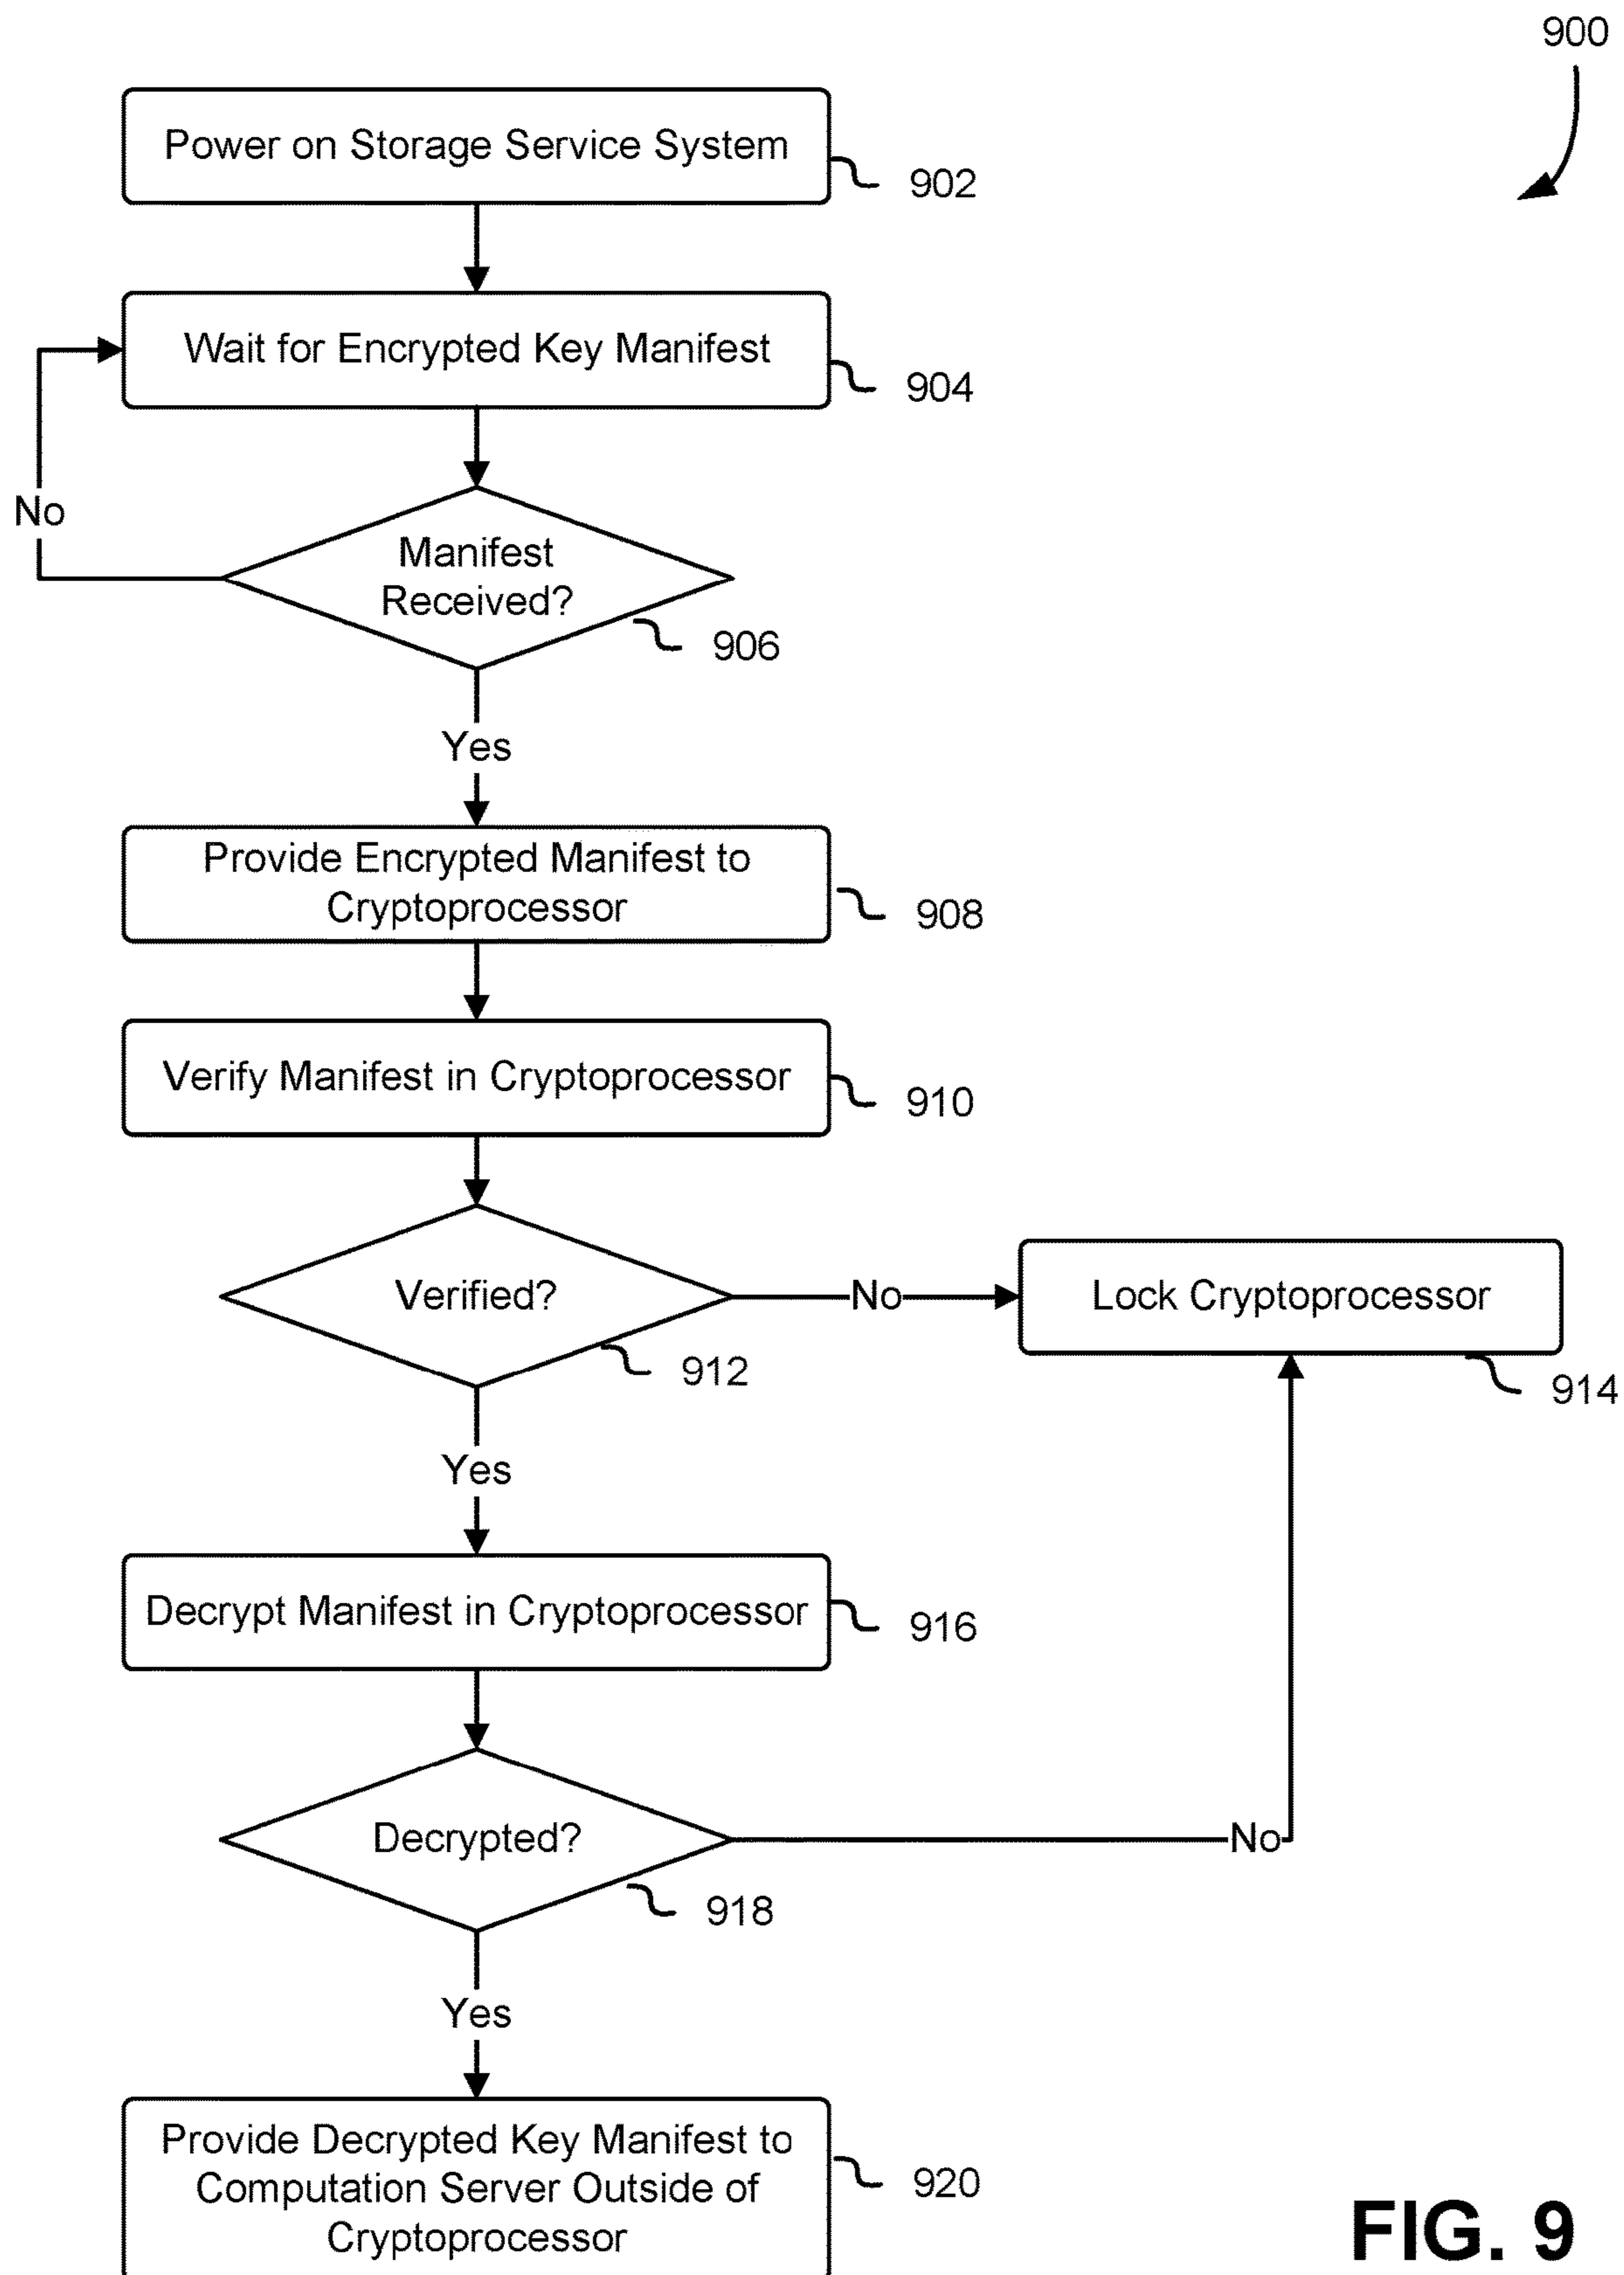 900
Power on Storage Service System
902
Wait for Encrypted Key Manifest
904
No
Manifest
Received?
906
Yes
Provide Encrypted Manifest to
Cryptoprocessor
908
Verify Manifest in Cryptoprocessor
910
Verified?
No
Lock Cryptoprocessor
912
914
Yes
Decrypt Manifest in Cryptoprocessor
916
Decrypted?
No
918
Yes
Provide Decrypted Key Manifest to
Computation Server Outside of
Cryptoprocessor
920
FIG. 9